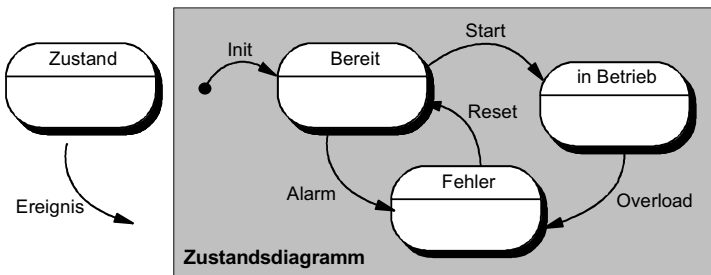 Zustand
Ereignis
Init
Bereit
Start
in Betrieb
Reset
Alarm
Fehler
Overload
Zustandsdiagramm